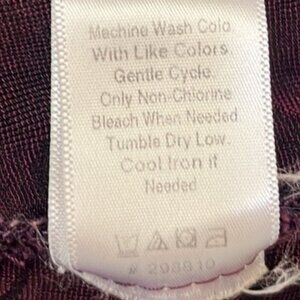 Machine Wash Cold
With Like Colors.
Gentle Cycle.
Only Non-Chlorine
Bleach When Needed
Tumble Dry Low.
Cool Iron if
Needed
# 298810